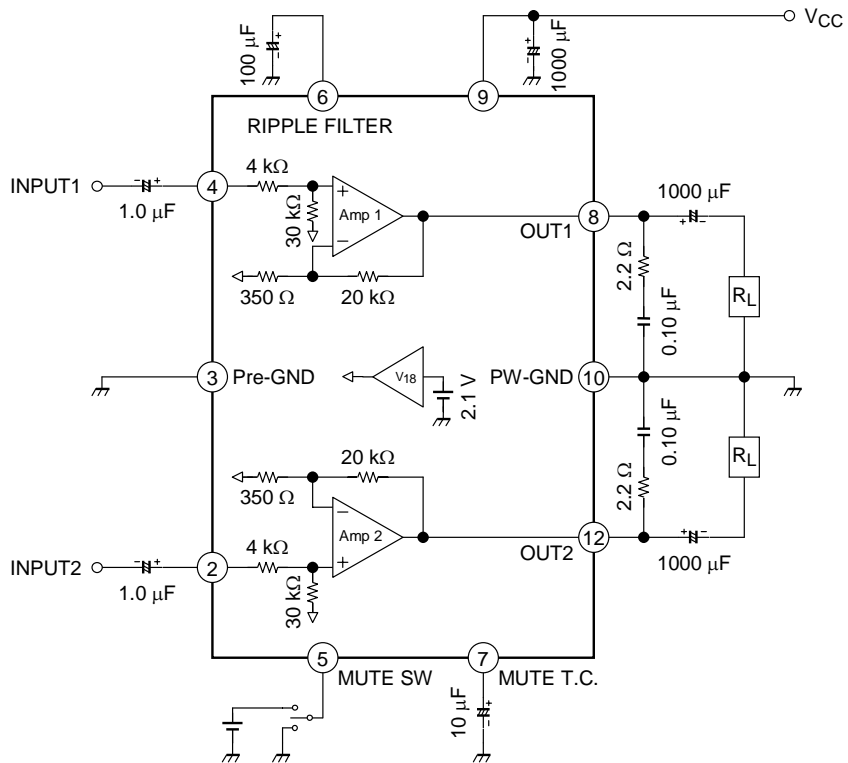 VCC
100 µF
1000 µF
6
9
RIPPLE FILTER
4 kΩ
INPUT1
4
1.0 µF
30 kΩ
Amp 1
1000 µF
8
OUT1
350 Ω
20 kΩ
2.2 Ω
0.10 µF
RL
3
Pre-GND
V18
2.1 V
PW-GND
10
20 kΩ
350 Ω
0.10 µF
2.2 Ω
RL
Amp 2
4 kΩ
INPUT2
2
1.0 µF
30 kΩ
OUT2
12
1000 µF
5
MUTE SW
7
MUTE T.C.
10 µF